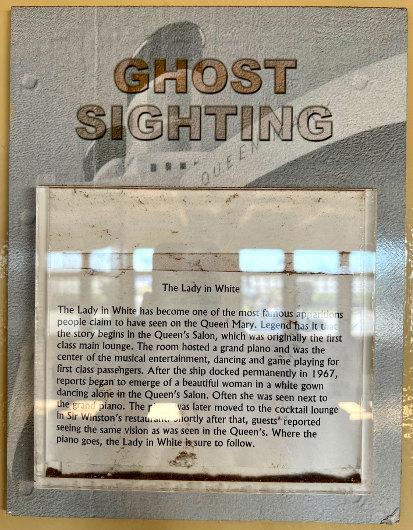 GHOST
SIGHTING
QUEEN
The Lady in White
The Lady in White has become one of the most famous apparitions
people claim to have seen on the Queen Mary. Legend has it that
the story begins in the Queen's Salon, which was originally the first
class main lounge. The room hosted a grand piano and was the
center of the musical entertainment, dancing and game playing for
first class passengers. After the ship docked permanently in 1967,
reports began to emerge of a beautiful woman in a white gown
dancing alone in the Queen's Salon. Often she was seen next to
the grand piano. The was later moved to the cocktail lounge
in Sir Winston's restaurant. Shortly after that, guests' reported
seeing the same vision as was seen in the Queen's. Where the
piano goes, the Lady in White is sure to follow.